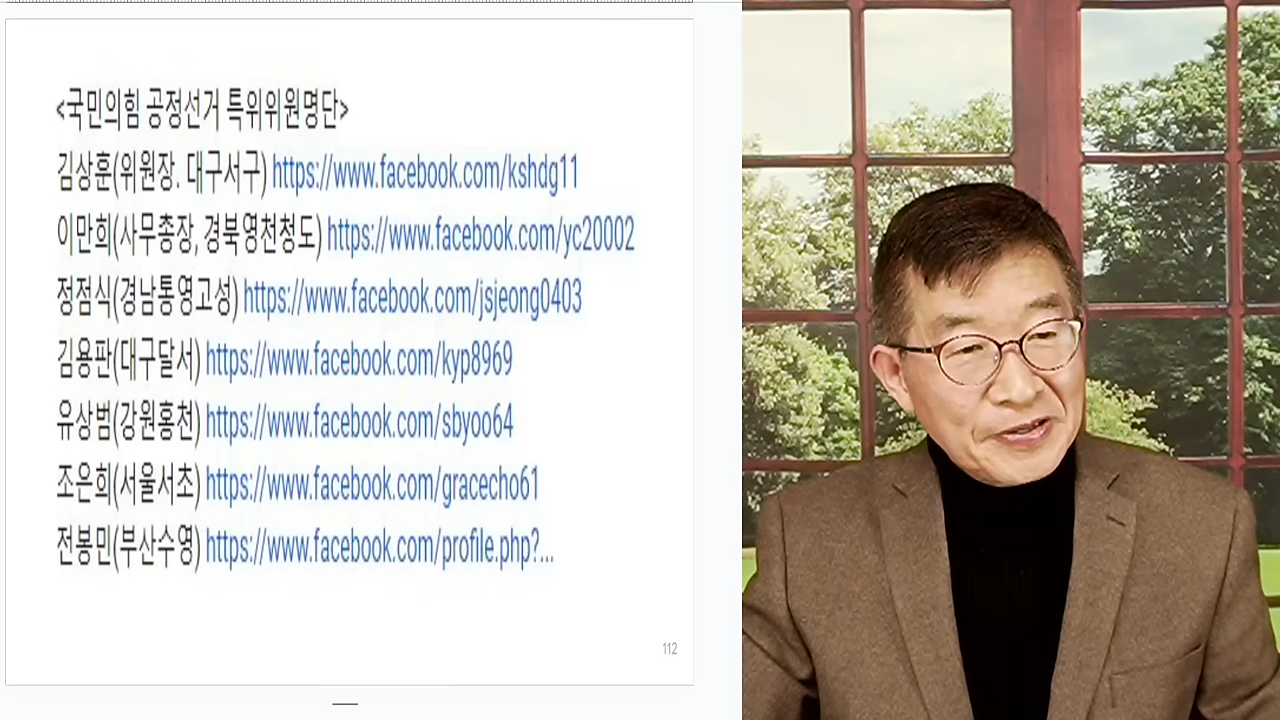 <국민의힘 공정선거 특위위원명단>
김상훈(위원장. 대구서구) https://www.facebook.com/kshdg11
이만희(사무총장, 경북영천청도) https://www.facebook.com/yc20002
정점식(경남통영고성) https://www.facebook.com/jsjeong0403
김용판(대구달서) https://www.facebook.com/kyp8969
유상범(강원홍천) https://www.facebook.com/sbyoo64
조은희(서울서초) https://www.facebook.com/gracecho61
전봉민(부산수영) https://www.facebook.com/profile.php?...
112